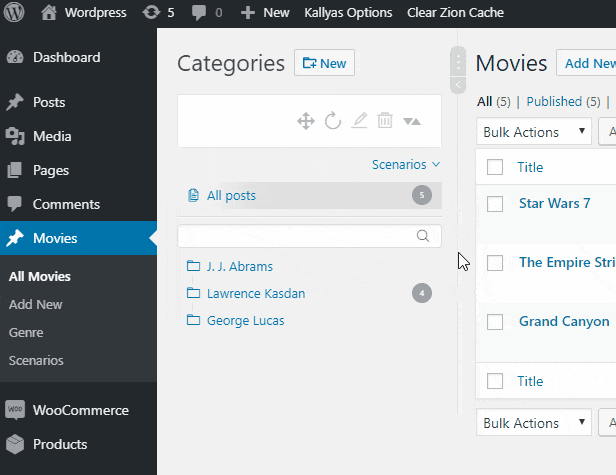 Wordpress 5 0 + New Kallyas Options Clear Zion Cache
Dashboard
Posts
Media
Pages
Comments
Movies
All Movies
Add New
Genre
Scenarios
WooCommerce
Products
Categories
New
Scenarios
All posts 5
J. J. Abrams
Lawrence Kasdan 4
George Lucas
Movies Add New
All (5) | Published (5) |
Bulk Actions A
Title
Star Wars 7
The Empire Stri
Grand Canyon
Title
Bulk Actions A